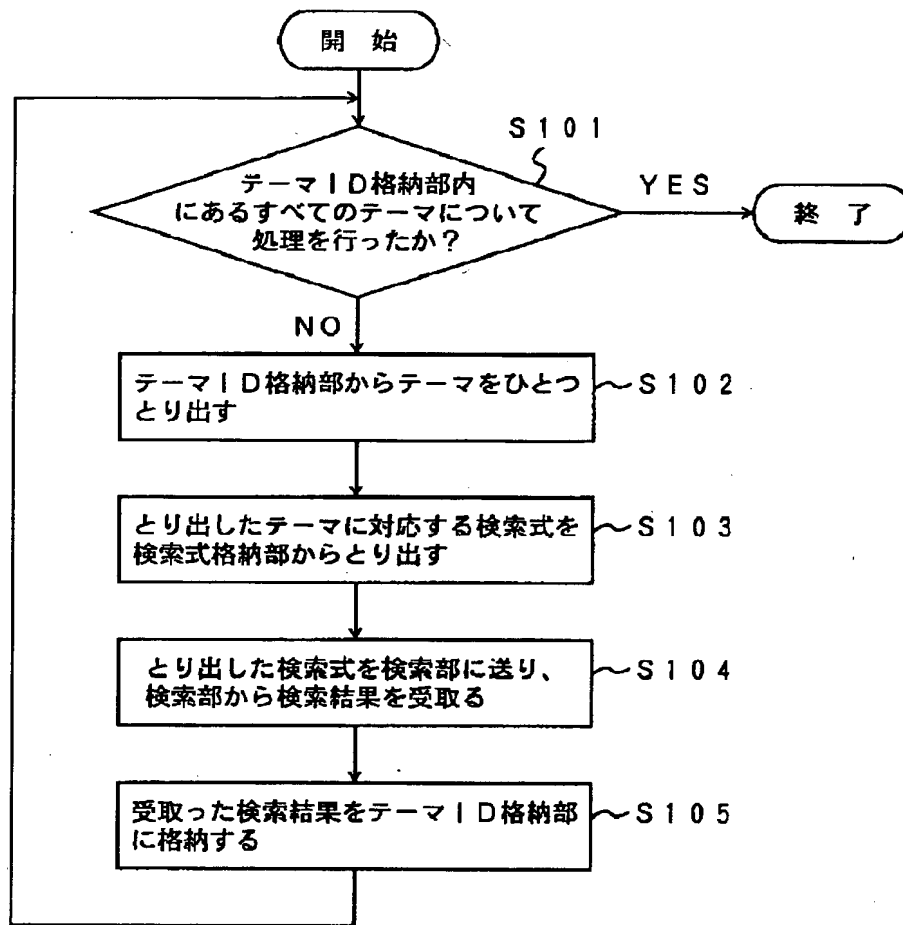 開 始
S101
テーマID格納部内
にあるすべてのテーマについて
処理を行ったか?
YES
終 了
NO
テーマID格納部からテーマをひとつ
とり出す
S102
とり出したテーマに対応する検索式を
検索式格納部からとり出す
S103
とり出した検索式を検索部に送り、
検索部から検索結果を受取る
S104
受取った検索結果をテーマID格納部
に格納する
S105